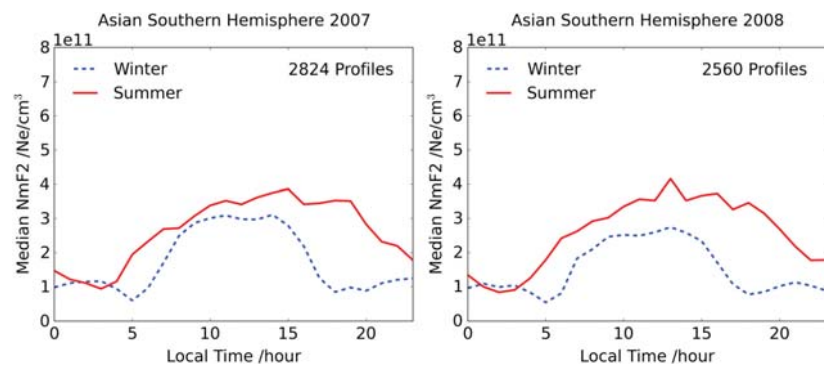 Asian Southern Hemisphere 2007
8 1e11
Winter
Summer
2824 Profiles
7
6
5
4
3
2
1
0
Median NmF2 /Ne/cm³
0 5 10 15 20
Local Time /hour
Asian Southern Hemisphere 2008
8 1e11
Winter
Summer
2560 Profiles
7
6
5
4
3
2
1
0
Median NmF2 /Ne/cm³
0 5 10 15 20
Local Time /hour